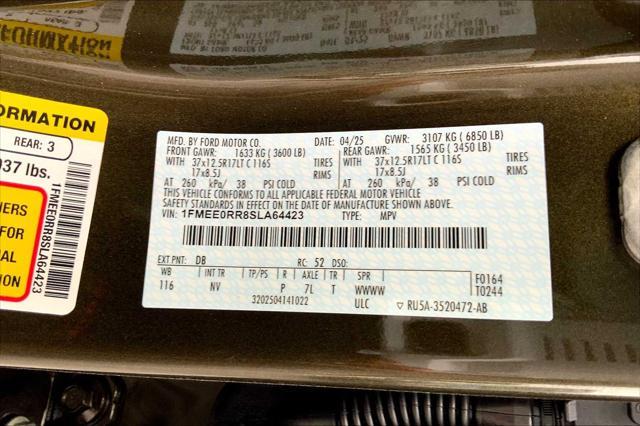 FORMATION
ORMATION
REAR: 3
937 lbs.
1FMEE0RR8SLA64423
MFD. BY FORD MOTOR CO. DATE: 04/25 GVWR: 3107 KG ( 6850 LB)
FRONT GAWR: 1633 KG ( 3600 LB) REAR GAWR: 1565 KG ( 3450 LB)
WITH 37x12.5R17LT C 116S TIRES WITH 37x12.5R17LT C 116S TIRES
17x8.5J RIMS 17x8.5J RIMS
AT 260 kPa/ 38 PSI COLD AT 260 kPa/ 38 PSI COLD
THIS VEHICLE CONFORMS TO ALL APPLICABLE FEDERAL MOTOR VEHICLE
SAFETY STANDARDS IN EFFECT ON THE DATE OF MANUFACTURE SHOWN ABOVE.
VIN: 1FMEE0RR8SLA64423 TYPE: MPV
EXT PNT: DB RC: 52 DSO:
WB INT TR TP/PS R AXLE TR SPR F0164
116 NV P 7L T WWWW T0244
3202504141022 ULC RU5A-3520472-AB